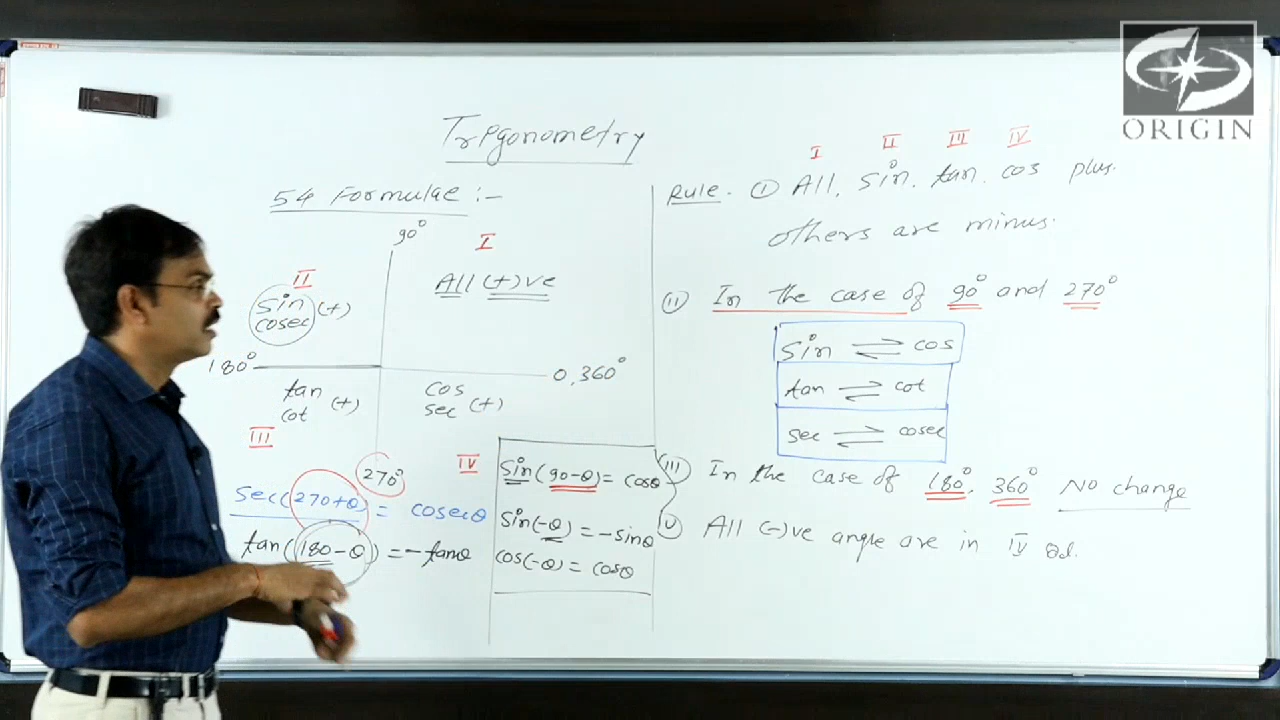 ORIGIN
Trigonometry
54 Formulae :-
90°
I
II
All (+)ve
sin
cosec (+)
180°
0,360°
tan
cot (+)
cos
sec (+)
III
270°
IV
sec(270+θ) = cosecθ
tan(180-θ) = -tanθ
sin(90-θ) = cosθ
sin(-θ) = -sinθ
cos(-θ) = cosθ
I II III IV
Rule. (I) All, sin, tan, cos plus.
others are minus.
(II) In the case of 90° and 270°
sin ⇌ cos
tan ⇌ cot
sec ⇌ cosec
(III) In the case of 180°, 360° No change
All (-)ve angle are in IV Qd.